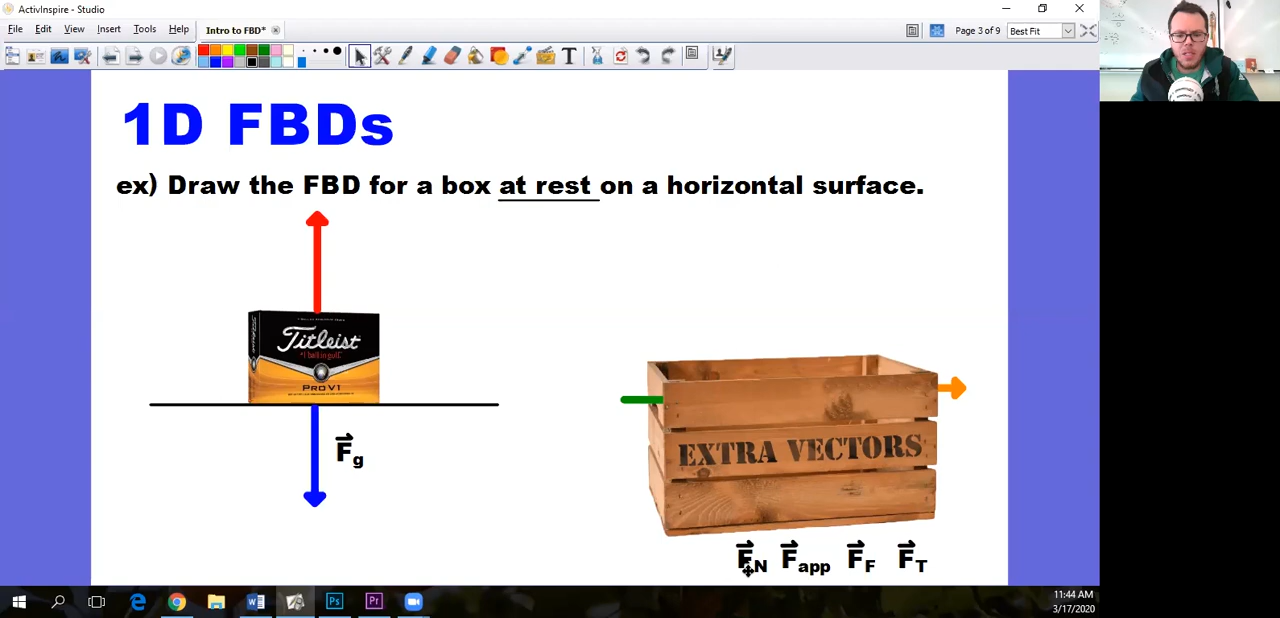 ActivInspire - Studio
File Edit View Insert Tools Help Intro to FBD* Page 3 of 9 Best Fit
1D FBDs
ex) Draw the FBD for a box at rest on a horizontal surface.
Titleist
PRO V1
F⃗g
EXTRA VECTORS
F⃗N F⃗app F⃗F F⃗T
11:44 AM
3/17/2020